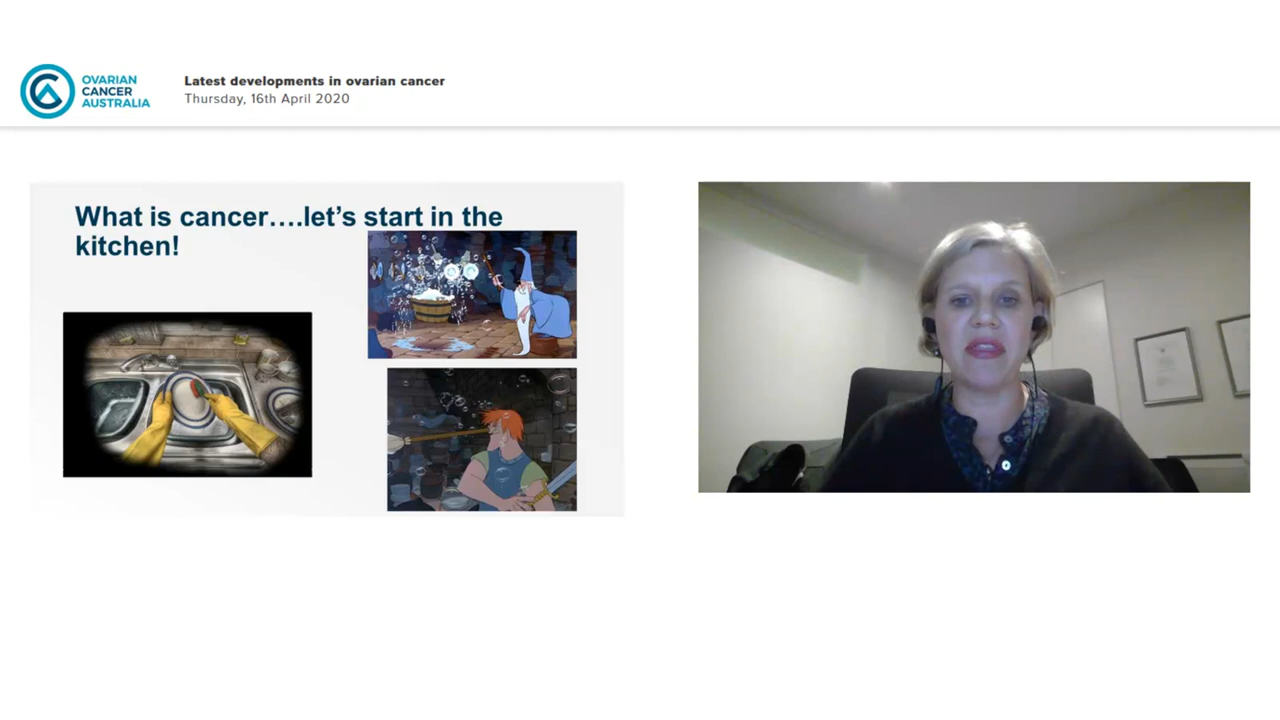 OVARIAN
CANCER
AUSTRALIA
Latest developments in ovarian cancer
Thursday, 16th April 2020
What is cancer....let's start in the
kitchen!